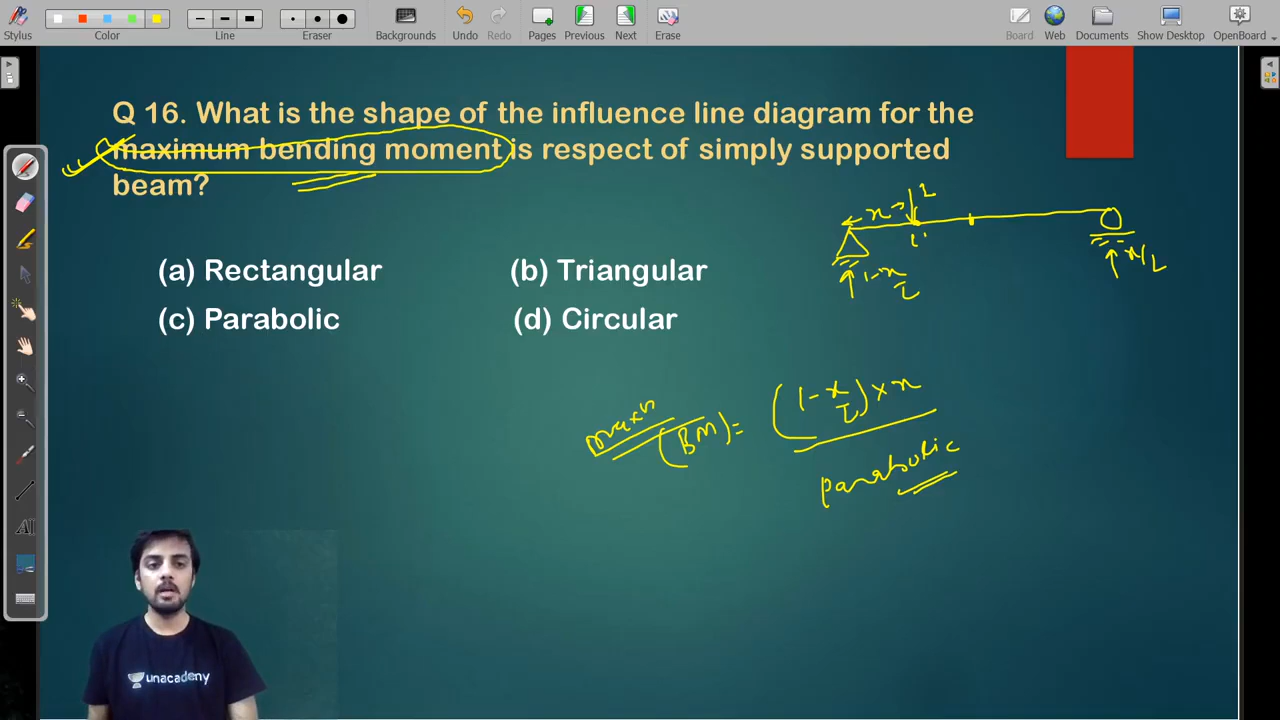 Stylus Color Line Eraser Backgrounds Undo Redo Pages Previous Next Erase Board Web Documents Show Desktop OpenBoard
Q 16. What is the shape of the influence line diagram for the
maximum bending moment is respect of simply supported
beam?
x 1
1-x/L x/L
(a) Rectangular (b) Triangular
(c) Parabolic (d) Circular
maxm (BM) = (1-x/L) × x
parabolic
unacademy